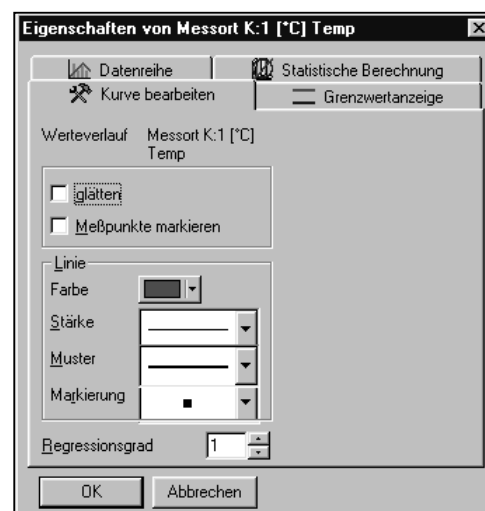 Eigenschaften von Messort K:1 [°C] Temp
Datenreihe
Statistische Berechnung
Kurve bearbeiten
Grenzwertanzeige
Werteverlauf Messort K:1 [°C]
Temp
glätten
Meßpunkte markieren
Linie
Farbe
Stärke
Muster
Markierung
Regressionsgrad 1
OK Abbrechen